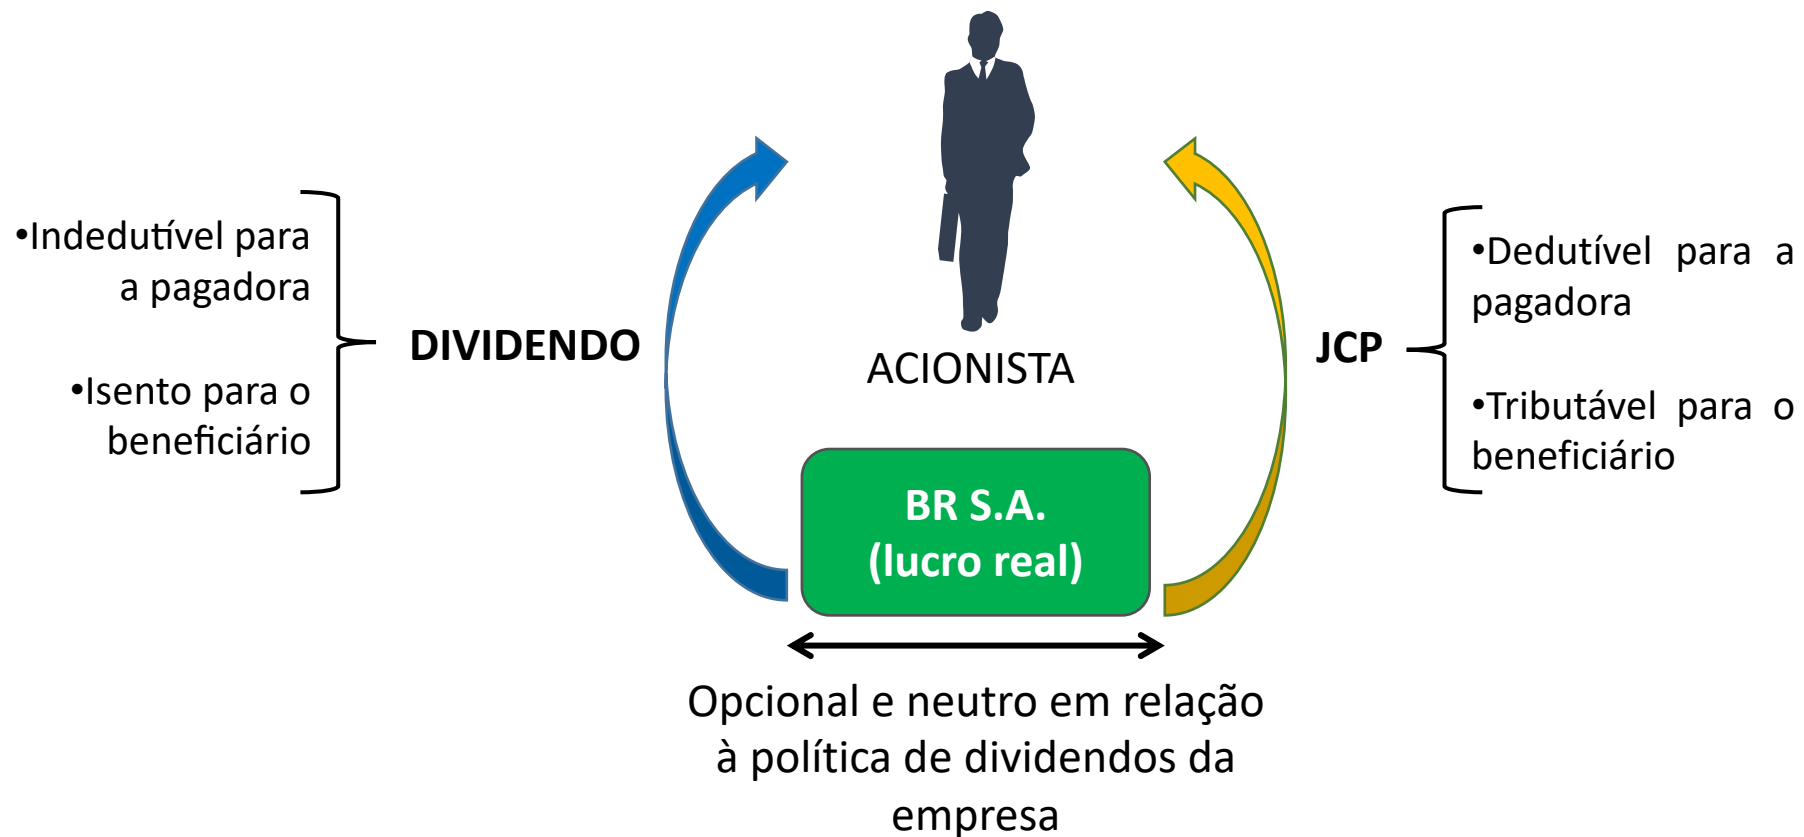 •Indedutível para
a pagadora
•Isento para o
beneficiário
DIVIDENDO
ACIONISTA
JCP
•Dedutível para a
pagadora
•Tributável para o
beneficiário
BR S.A.
(lucro real)
Opcional e neutro em relação
à política de dividendos da
empresa